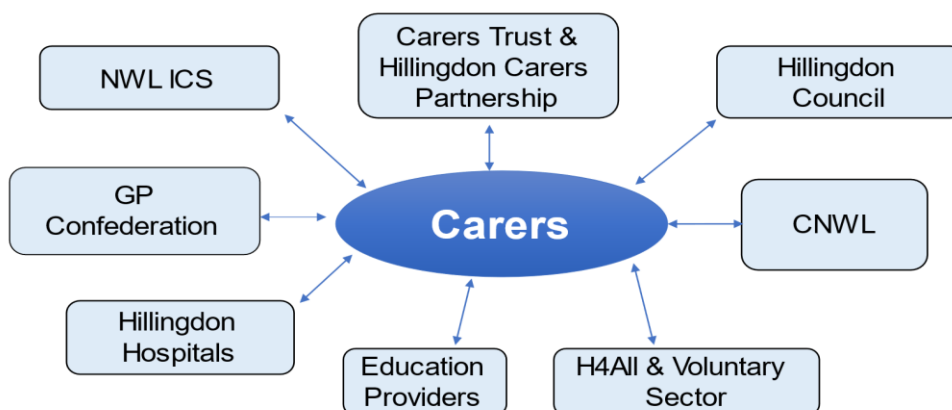 Carers Trust &
Hillingdon Carers
Partnership
NWL ICS
Hillingdon
Council
GP
Confederation
Carers
CNWL
Hillingdon
Hospitals
Education
Providers
H4All & Voluntary
Sector